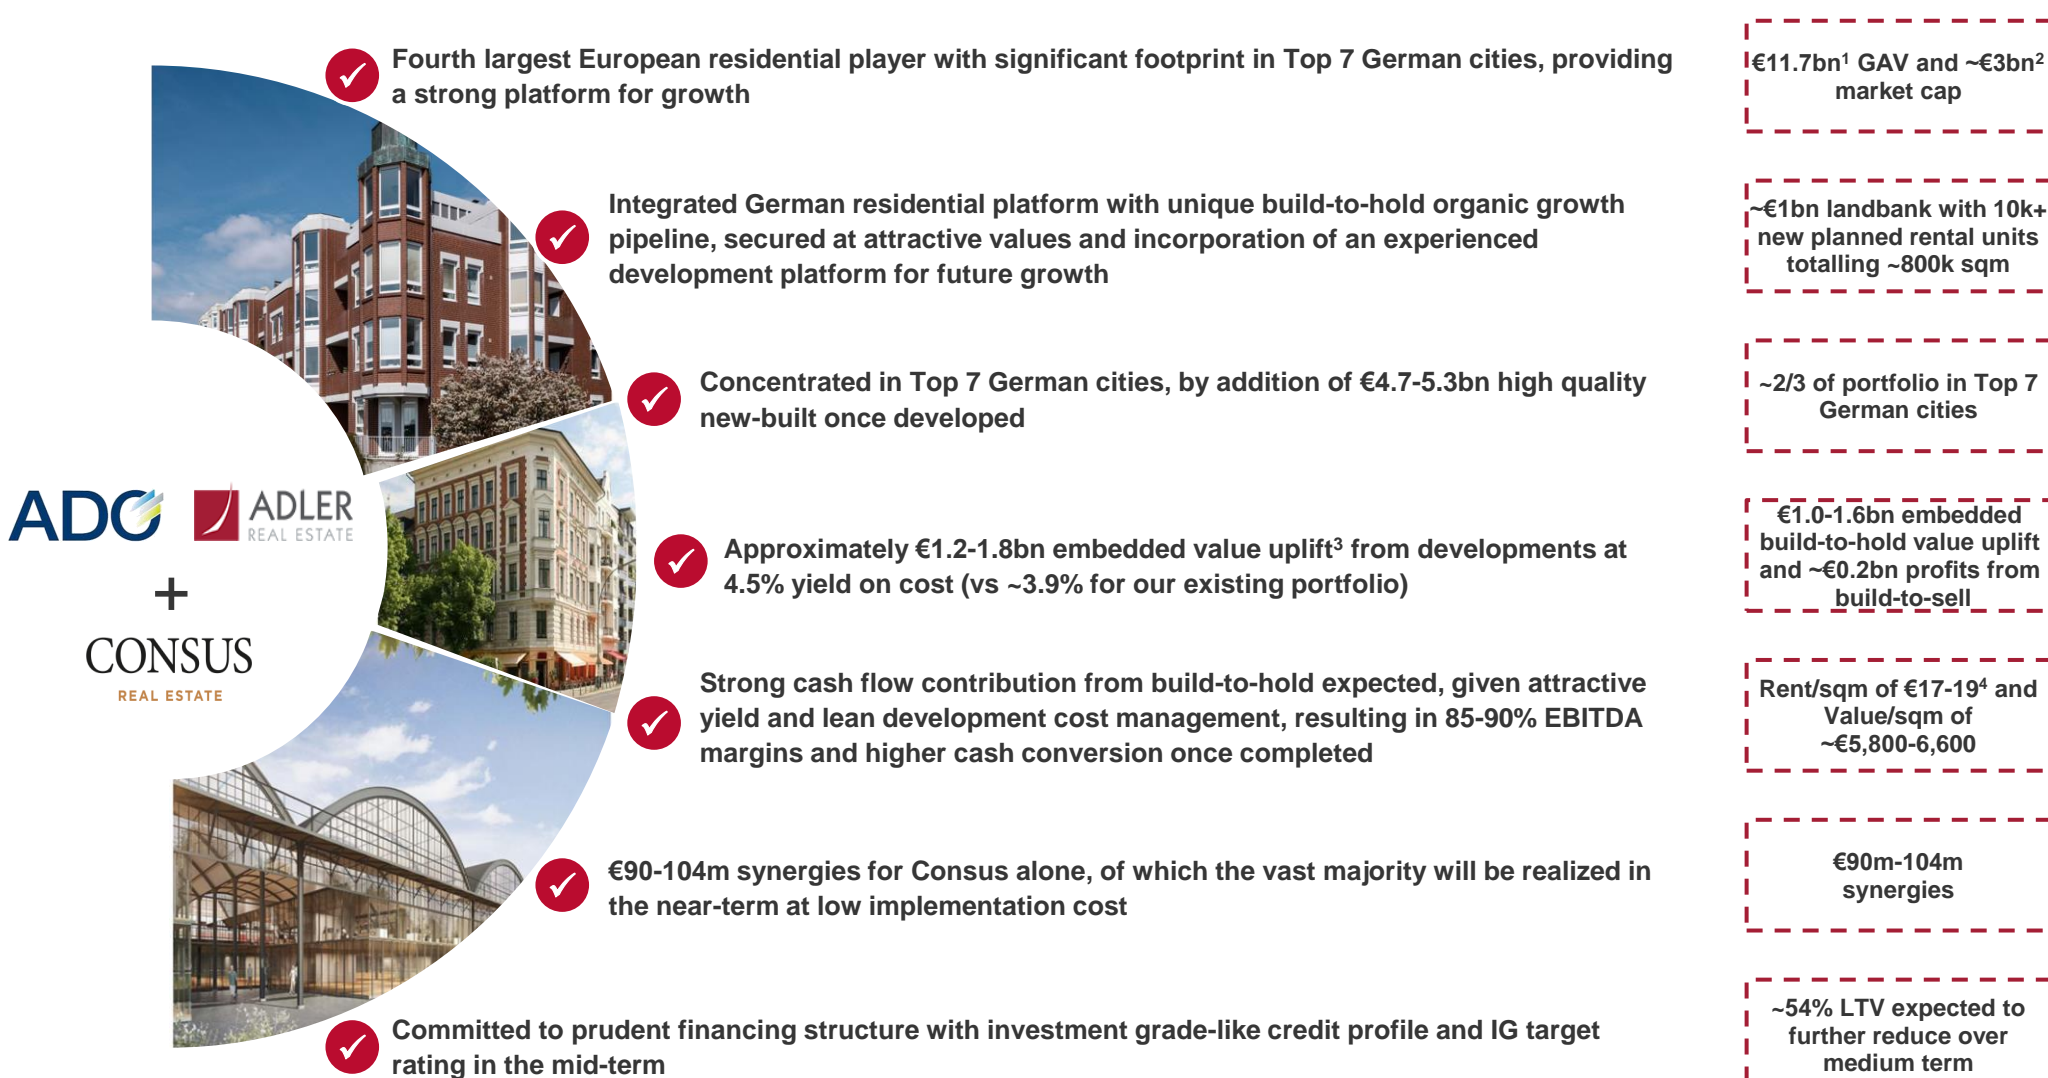 Fourth largest European residential player with significant footprint in Top 7 German cities, providing
a strong platform for growth
€11.7bn¹ GAV and ~€3bn²
market cap
Integrated German residential platform with unique build-to-hold organic growth
pipeline, secured at attractive values and incorporation of an experienced
development platform for future growth
~€1bn landbank with 10k+
new planned rental units
totalling ~800k sqm
Concentrated in Top 7 German cities, by addition of €4.7-5.3bn high quality
new-built once developed
~2/3 of portfolio in Top 7
German cities
ADO
ADLER
REAL ESTATE
+
CONSUS
REAL ESTATE
Approximately €1.2-1.8bn embedded value uplift³ from developments at
4.5% yield on cost (vs ~3.9% for our existing portfolio)
€1.0-1.6bn embedded
build-to-hold value uplift
and ~€0.2bn profits from
build-to-sell
Strong cash flow contribution from build-to-hold expected, given attractive
yield and lean development cost management, resulting in 85-90% EBITDA
margins and higher cash conversion once completed
Rent/sqm of €17-19⁴ and
Value/sqm of
~€5,800-6,600
€90-104m synergies for Consus alone, of which the vast majority will be realized in
the near-term at low implementation cost
€90m-104m
synergies
Committed to prudent financing structure with investment grade-like credit profile and IG target
rating in the mid-term
~54% LTV expected to
further reduce over
medium term